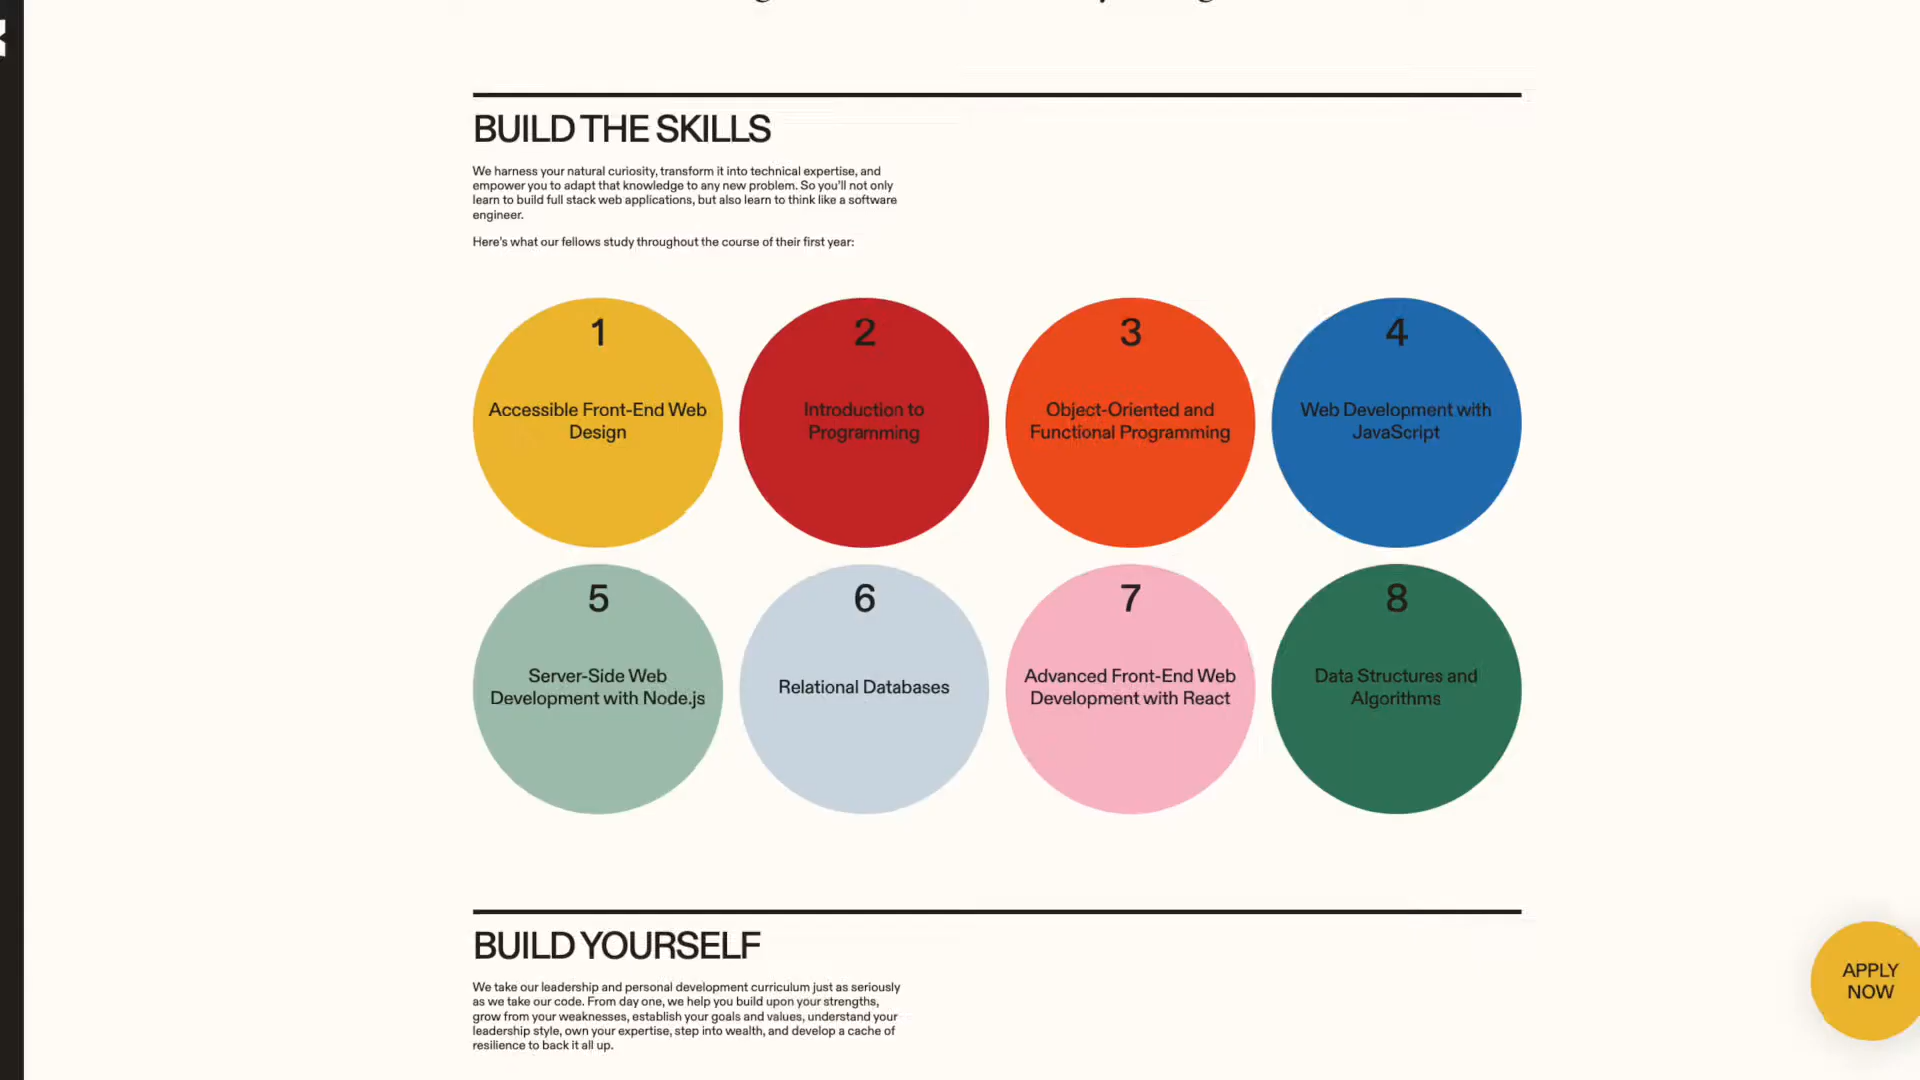 BUILD THE SKILLS
We harness your natural curiosity, transform it into technical expertise, and
empower you to adapt that knowledge to any new problem. So you'll not only
learn to build full stack web applications, but also learn to think like a software
engineer.
Here's what our fellows study throughout the course of their first year:
1
Accessible Front-End Web
Design
2
Introduction to
Programming
3
Object-Oriented and
Functional Programming
4
Web Development with
JavaScript
5
Server-Side Web
Development with Node.js
6
Relational Databases
7
Advanced Front-End Web
Development with React
8
Data Structures and
Algorithms
BUILD YOURSELF
We take our leadership and personal development curriculum just as seriously
as we take our code. From day one, we help you build upon your strengths,
grow from your weaknesses, establish your goals and values, understand your
leadership style, own your expertise, step into wealth, and develop a cache of
resilience to back it all up.
APPLY
NOW